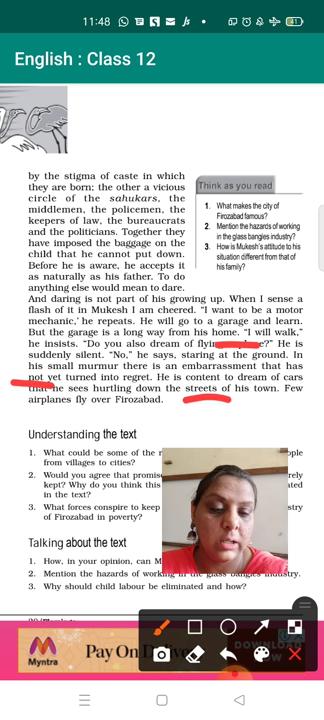 11:48
41
English : Class 12
by the stigma of caste in which
they are born; the other a vicious
circle of the sahukars, the
middlemen, the policemen, the
keepers of law, the bureaucrats
and the politicians. Together they
have imposed the baggage on the
child that he cannot put down.
Before he is aware, he accepts it
as naturally as his father. To do
anything else would mean to dare.
And daring is not part of his growing up. When I sense a
flash of it in Mukesh I am cheered. “I want to be a motor
mechanic,’ he repeats. He will go to a garage and learn.
But the garage is a long way from his home. “I will walk,”
he insists. “Do you also dream of flying a plane?” He is
suddenly silent. “No,” he says, staring at the ground. In
his small murmur there is an embarrassment that has
not yet turned into regret. He is content to dream of cars
that he sees hurtling down the streets of his town. Few
airplanes fly over Firozabad.
Think as you read
1. What makes the city of
Firozabad famous?
2. Mention the hazards of working
in the glass bangles industry.
3. How is Mukesh’s attitude to his
situation different from that of
his family?
Understanding the text
1. What could be some of the ople
from villages to cities?
2. Would you agree that promis rely
kept? Why do you think this ated
in the text?
3. What forces conspire to keep stry
of Firozabad in poverty?
Talking about the text
1. How, in your opinion, can M
2. Mention the hazards of working in the glass bangles industry.
3. Why should child labour be eliminated and how?
Myntra
Pay On
DOWNLOAD
NOW